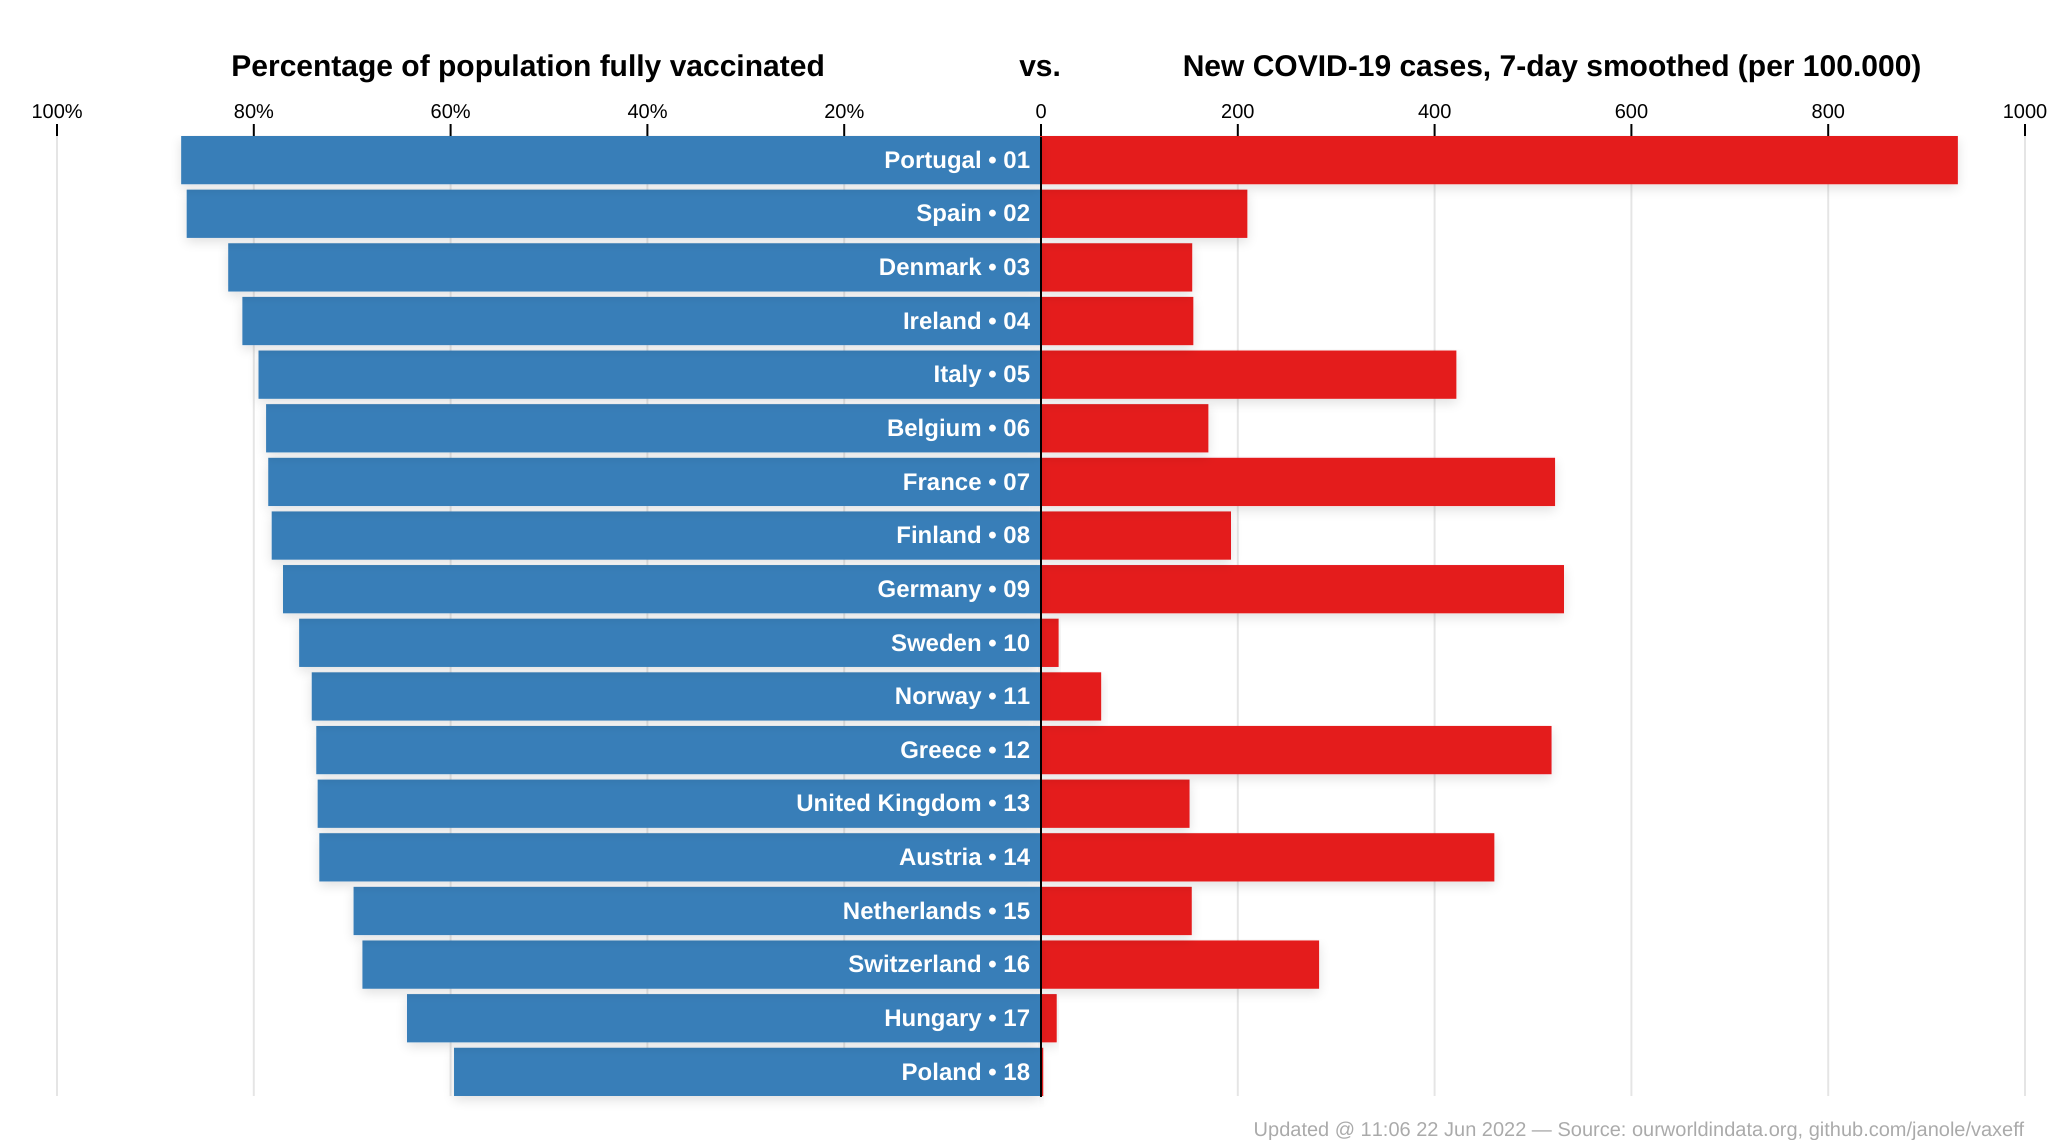 Percentage of population fully vaccinated vs. New COVID-19 cases, 7-day smoothed (per 100.000)
100% 80% 60% 40% 20% 0 200 400 600 800 1000
Portugal • 01
Spain • 02
Denmark • 03
Ireland • 04
Italy • 05
Belgium • 06
France • 07
Finland • 08
Germany • 09
Sweden • 10
Norway • 11
Greece • 12
United Kingdom • 13
Austria • 14
Netherlands • 15
Switzerland • 16
Hungary • 17
Poland • 18
Updated @ 11:06 22 Jun 2022 — Source: ourworldindata.org, github.com/janole/vaxeff